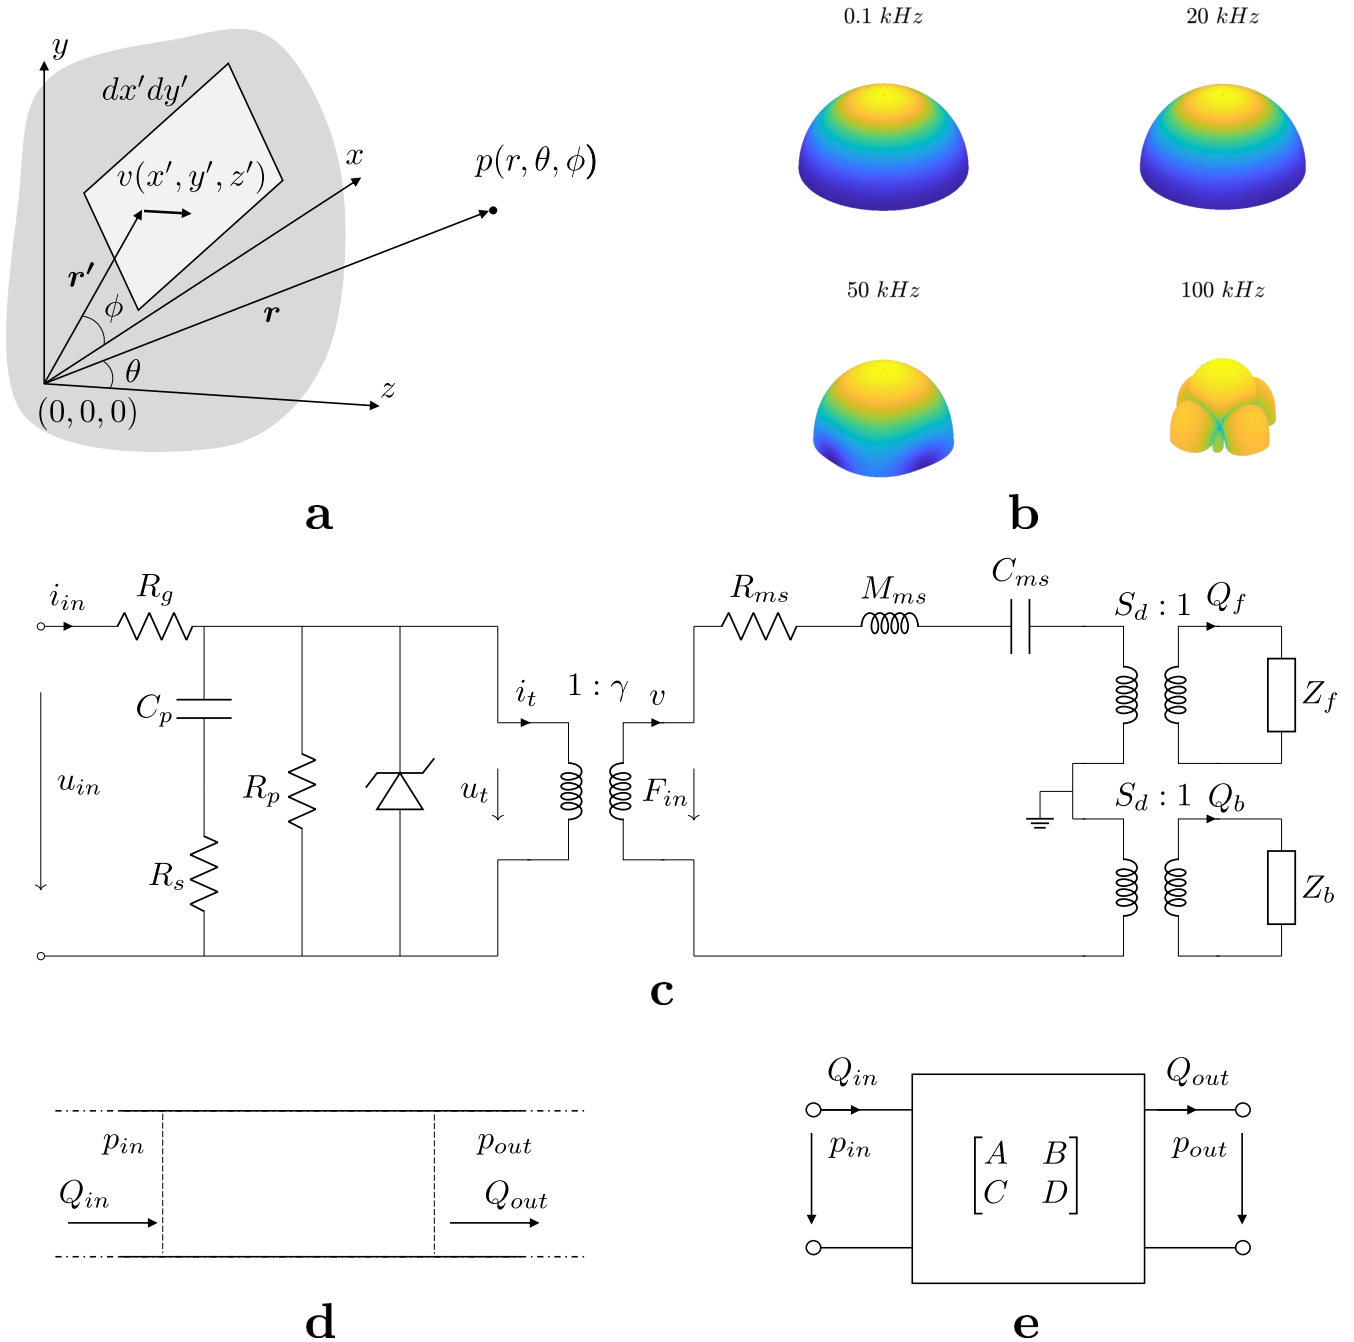 y
dx′dy′
v(x′, y′, z′)
x
p(r, θ, ϕ)
r′
ϕ
r
θ
z
(0, 0, 0)
a
0.1 kHz
20 kHz
50 kHz
100 kHz
b
i_in
R_g
C_p
u_in
R_p
R_s
i_t
1 : γ
v
u_t
F_in
R_ms
M_ms
C_ms
S_d : 1
Q_f
Z_f
S_d : 1
Q_b
Z_b
c
p_in
p_out
Q_in
Q_out
d
Q_in
Q_out
p_in
A B
p_out
C D
e